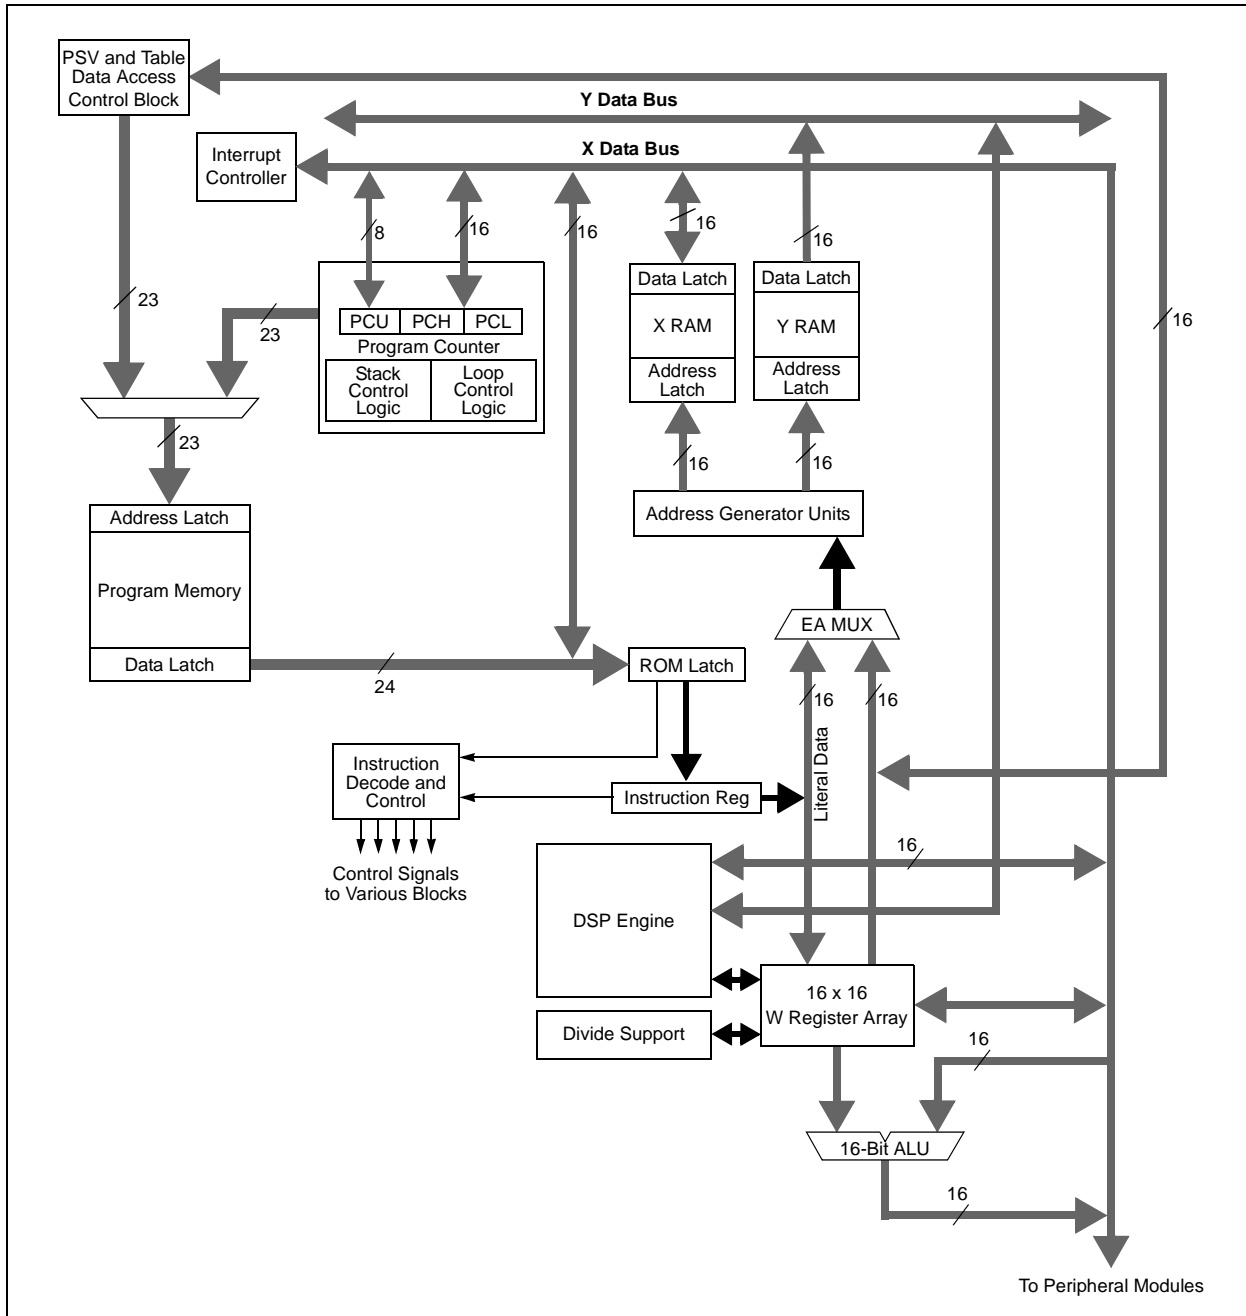 PSV and Table
Data Access
Control Block
Y Data Bus
Interrupt
Controller
X Data Bus
8
16
16
16
16
23
23
16
PCU
PCH
PCL
Program Counter
Stack
Control
Logic
Loop
Control
Logic
Data Latch
X RAM
Address
Latch
Data Latch
Y RAM
Address
Latch
23
16
16
Address Latch
Program Memory
Data Latch
Address Generator Units
EA MUX
24
ROM Latch
16
16
Literal Data
Instruction
Decode and
Control
Instruction Reg
Control Signals
to Various Blocks
16
DSP Engine
16 x 16
W Register Array
Divide Support
16
16-Bit ALU
16
To Peripheral Modules